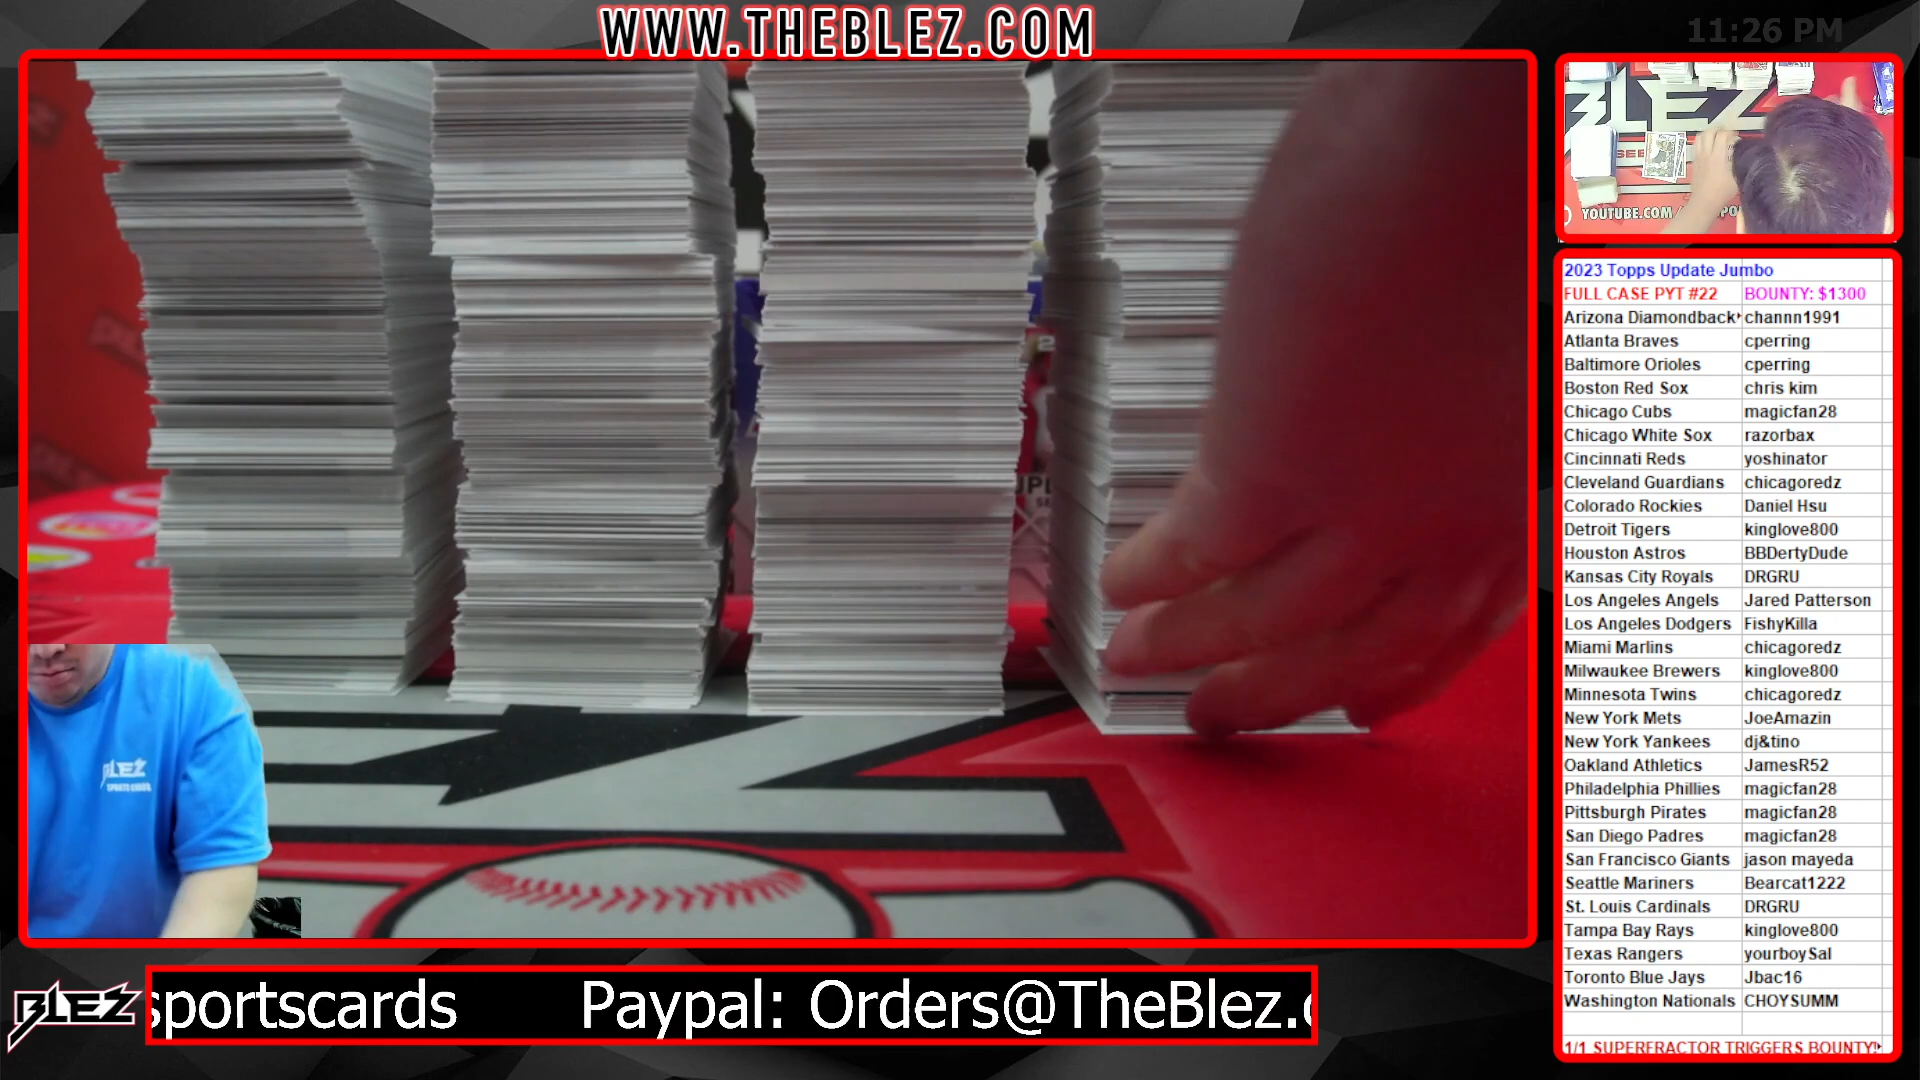 WWW.THEBLEZ.COM
11:26 PM
BLEZ
YOUTUBE.COM
2023 Topps Update Jumbo
FULL CASE PYT #22 BOUNTY: $1300
Arizona Diamondback channn1991
Atlanta Braves cperring
Baltimore Orioles cperring
Boston Red Sox chris kim
Chicago Cubs magicfan28
Chicago White Sox razorbax
Cincinnati Reds yoshinator
Cleveland Guardians chicagoredz
Colorado Rockies Daniel Hsu
Detroit Tigers kinglove800
Houston Astros BBDertyDude
Kansas City Royals DRGRU
Los Angeles Angels Jared Patterson
Los Angeles Dodgers FishyKilla
Miami Marlins chicagoredz
Milwaukee Brewers kinglove800
Minnesota Twins chicagoredz
New York Mets JoeAmazin
New York Yankees dj&tino
Oakland Athletics JamesR52
Philadelphia Phillies magicfan28
Pittsburgh Pirates magicfan28
San Diego Padres magicfan28
San Francisco Giants jason mayeda
Seattle Mariners Bearcat1222
St. Louis Cardinals DRGRU
Tampa Bay Rays kinglove800
Texas Rangers yourboySal
Toronto Blue Jays Jbac16
Washington Nationals CHOYSUMM
1/1 SUPERFRACTOR TRIGGERS BOUNTY!
BLEZ
SPORTS CARDS
BLEZ
sportscards Paypal: Orders@TheBlez.c